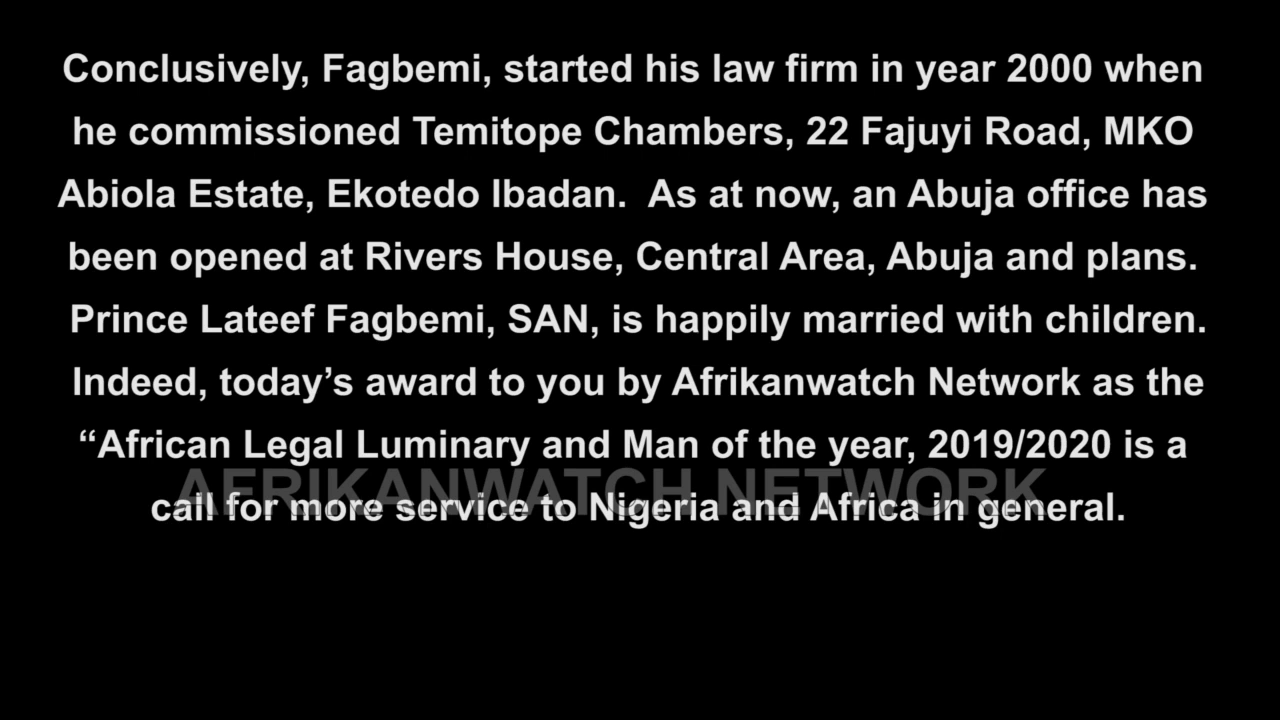 Conclusively, Fagbemi, started his law firm in year 2000 when
he commissioned Temitope Chambers, 22 Fajuyi Road, MKO
Abiola Estate, Ekotedo Ibadan.  As at now, an Abuja office has
been opened at Rivers House, Central Area, Abuja and plans.
Prince Lateef Fagbemi, SAN, is happily married with children.
Indeed, today’s award to you by Afrikanwatch Network as the
“African Legal Luminary and Man of the year, 2019/2020 is a
AFRIKANWATCH NETWORK
call for more service to Nigeria and Africa in general.